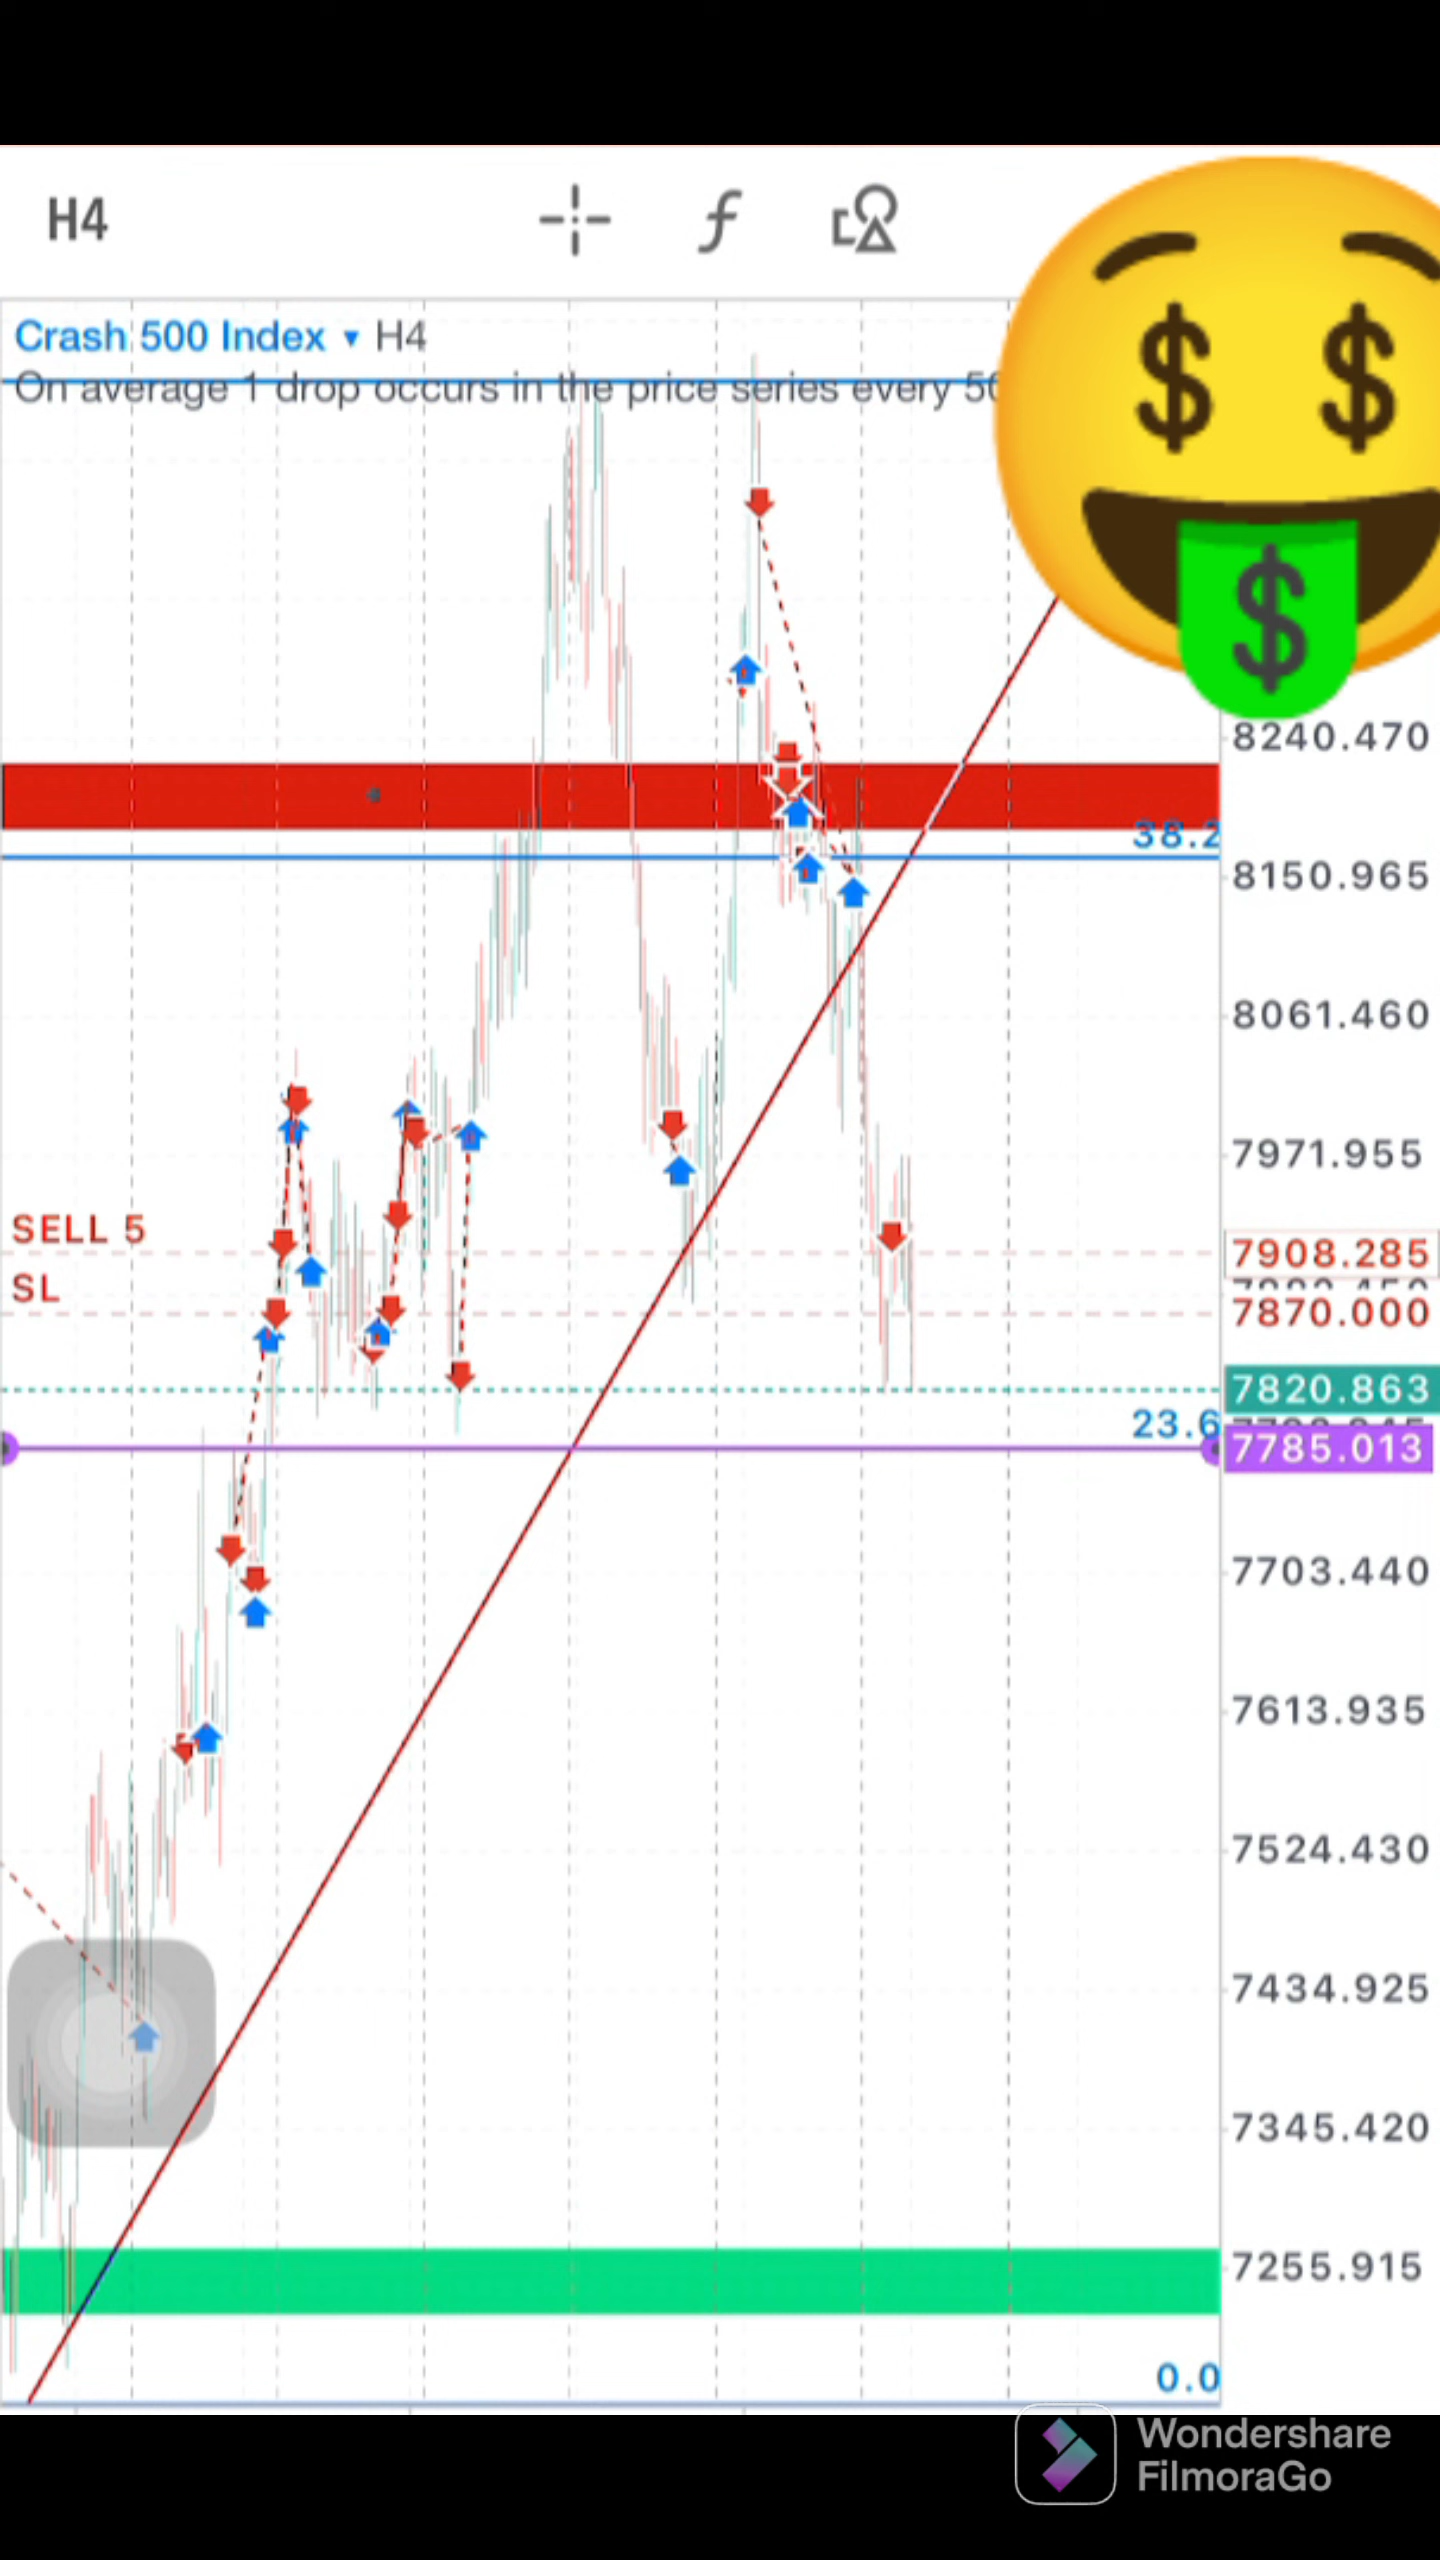 H4
Crash 500 Index ▾ H4
On average 1 drop occurs in the price series every
8240.470
38.2
8150.965
8061.460
7971.955
SELL 5
7908.285
SL
7870.000
7820.863
23.6
7785.013
7703.440
7613.935
7524.430
7434.925
7345.420
7255.915
0.0
Wondershare
FilmoraGo